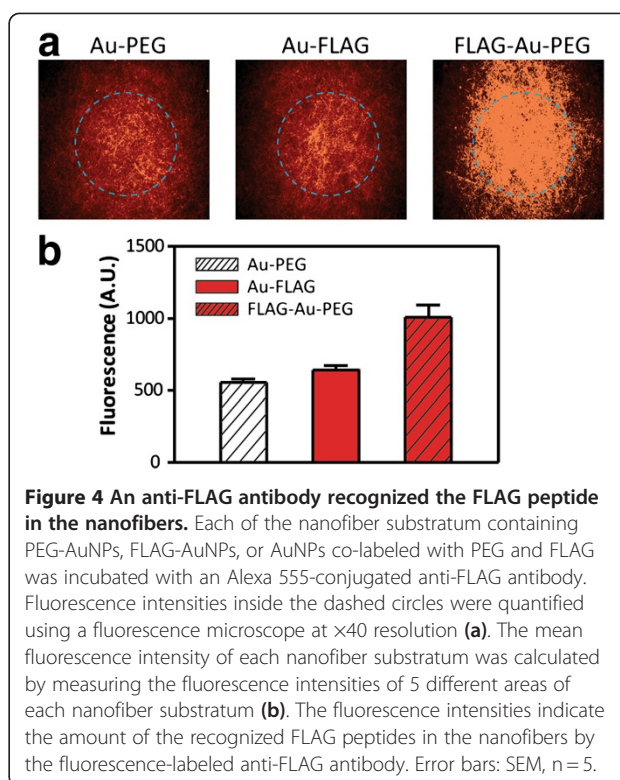 a
Au-PEG Au-FLAG FLAG-Au-PEG
b
Fluorescence (A.U.)
1500
1000
500
0
Au-PEG
Au-FLAG
FLAG-Au-PEG
Figure 4 An anti-FLAG antibody recognized the FLAG peptide
in the nanofibers. Each of the nanofiber substratum containing
PEG-AuNPs, FLAG-AuNPs, or AuNPs co-labeled with PEG and FLAG
was incubated with an Alexa 555-conjugated anti-FLAG antibody.
Fluorescence intensities inside the dashed circles were quantified
using a fluorescence microscope at ×40 resolution (a). The mean
fluorescence intensity of each nanofiber substratum was calculated
by measuring the fluorescence intensities of 5 different areas of
each nanofiber substratum (b). The fluorescence intensities indicate
the amount of the recognized FLAG peptides in the nanofibers by
the fluorescence-labeled anti-FLAG antibody. Error bars: SEM, n = 5.